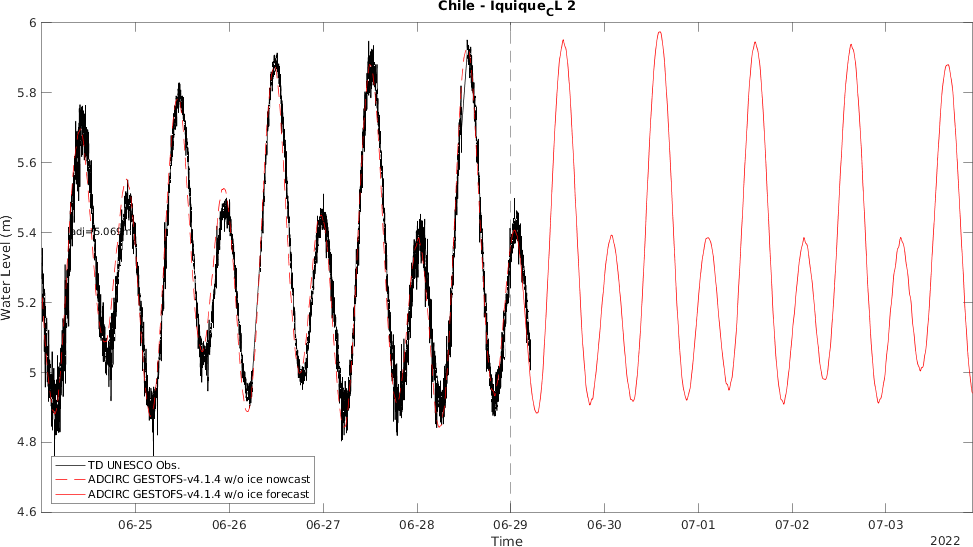 Chile - Iquique_CL 2
6
5.8
5.6
5.4
5.2
5
4.8
4.6
Water Level (m)
adj=5.069m
TD UNESCO Obs.
ADCIRC GESTOFS-v4.1.4 w/o ice nowcast
ADCIRC GESTOFS-v4.1.4 w/o ice forecast
06-25
06-26
06-27
06-28
06-29
06-30
07-01
07-02
07-03
Time
2022